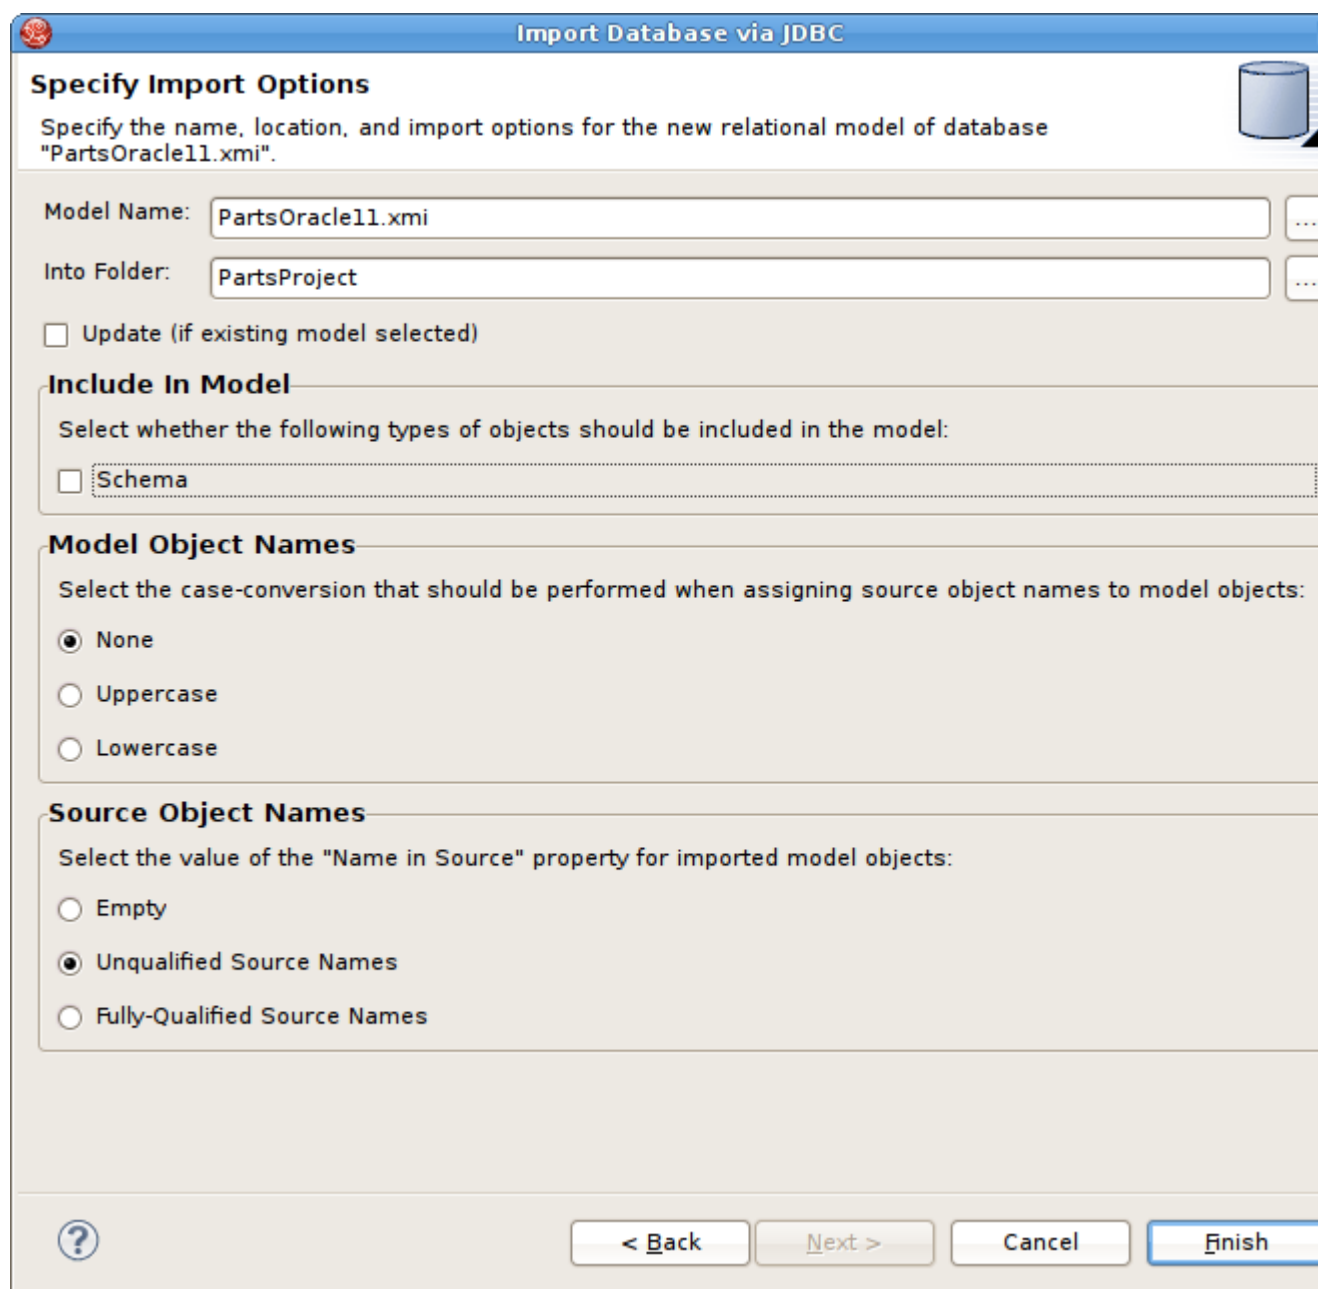 Import Database via JDBC
Specify Import Options
Specify the name, location, and import options for the new relational model of database
"PartsOracle11.xmi".
Model Name: PartsOracle11.xmi ...
Into Folder: PartsProject ...
Update (if existing model selected)
Include In Model
Select whether the following types of objects should be included in the model:
Schema
Model Object Names
Select the case-conversion that should be performed when assigning source object names to model objects:
None
Uppercase
Lowercase
Source Object Names
Select the value of the "Name in Source" property for imported model objects:
Empty
Unqualified Source Names
Fully-Qualified Source Names
? < Back Next > Cancel Finish